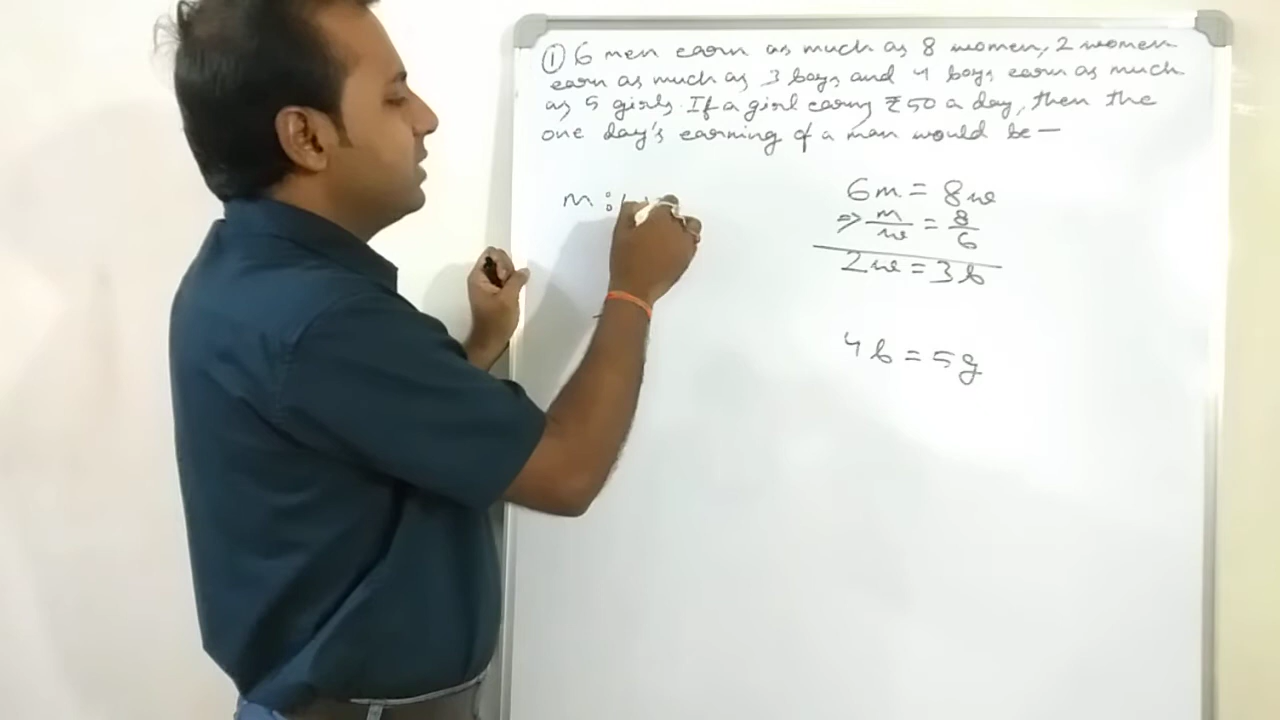 ① 6 men earn as much as 8 women, 2 women
earn as much as 3 boys and 4 boys earn as much
as 5 girls. If a girl earns ₹50 a day, then the
one day's earning of a man would be —
m :
6m = 8w
⇒ m/w = 8/6
2w = 3b
4b = 5g